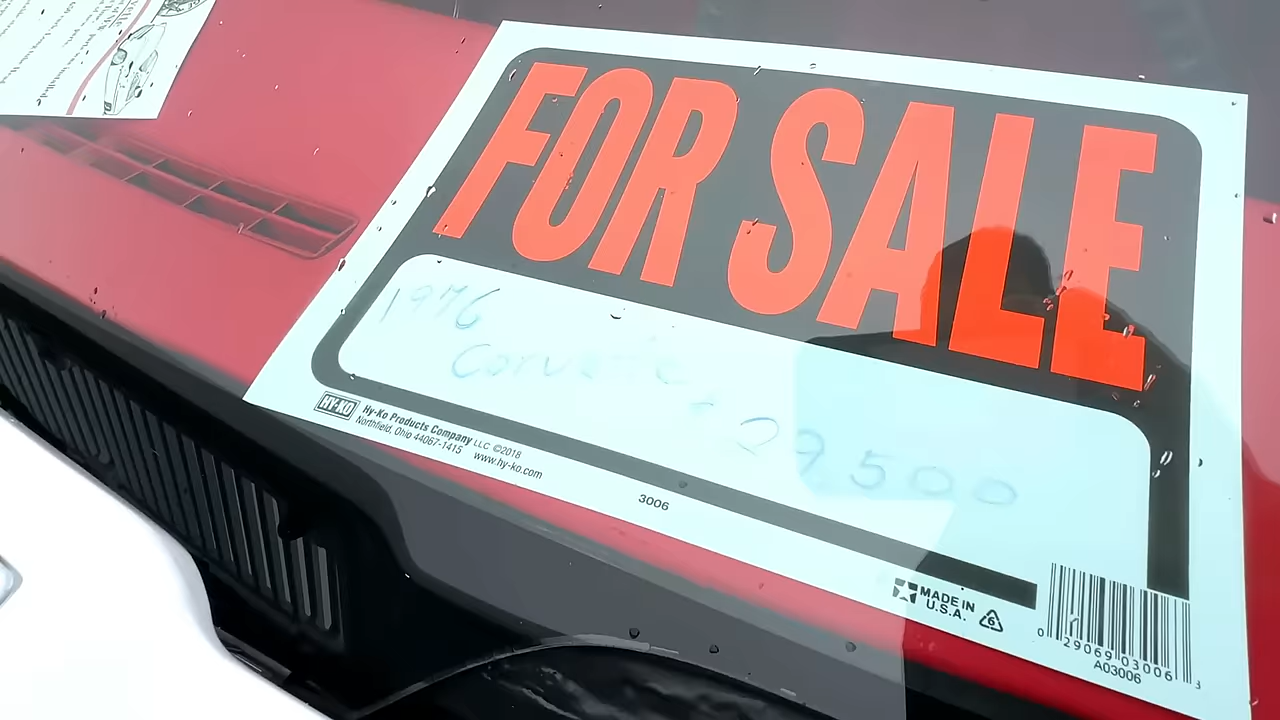 FOR SALE
1976
Corvette
- 29500
HY-KO
Hy-Ko Products Company LLC ©2018
Northfield, Ohio 44067-1415 www.hy-ko.com
3006
MADE IN
U.S.A.
6
0 29069 03006 3
A03006